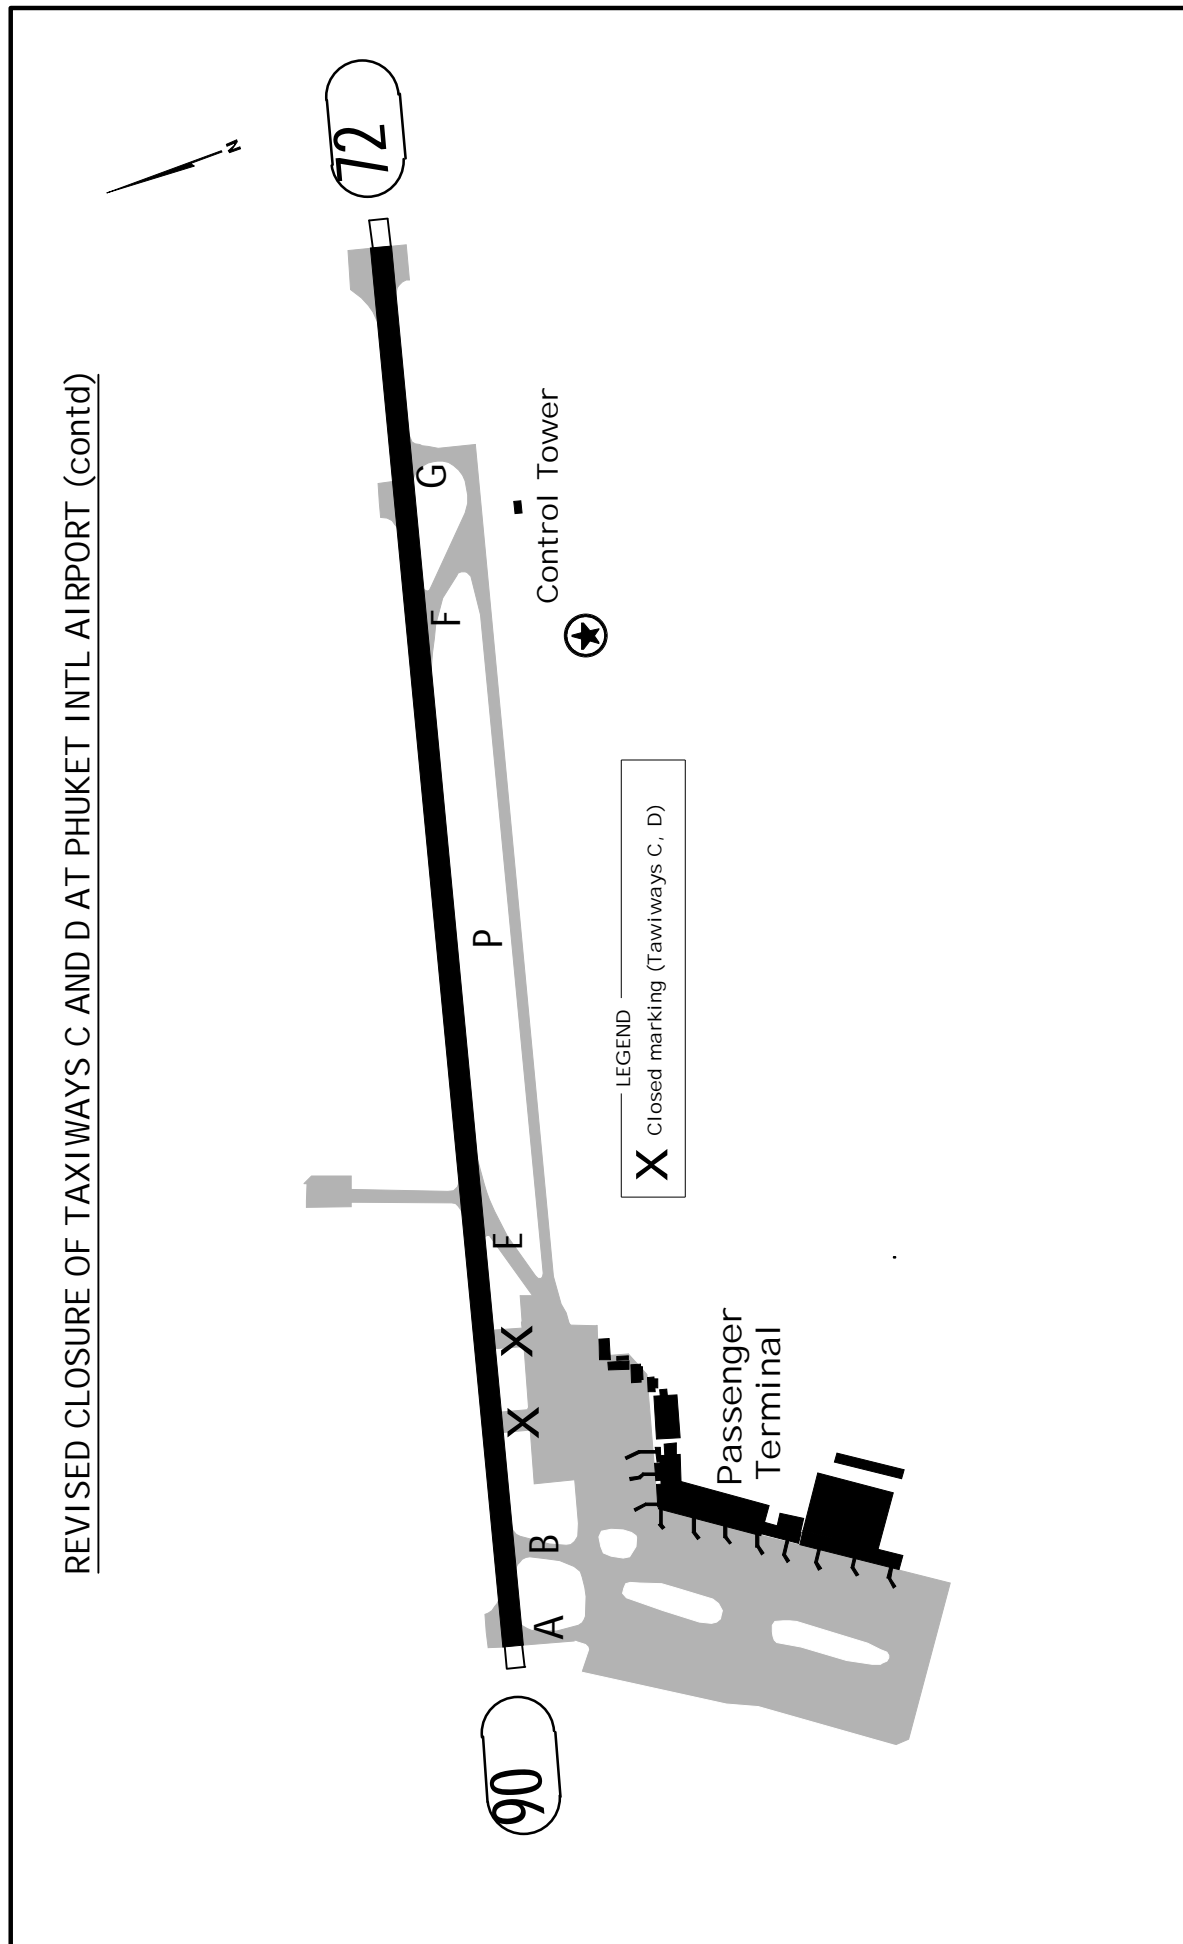 REVISED CLOSURE OF TAXIWAYS C AND D AT PHUKET INTL AIRPORT (contd)
N
72
90
A
B
X
X
E
P
F
G
Control Tower
LEGEND
X Closed marking (Tawiways C, D)
Passenger
Terminal